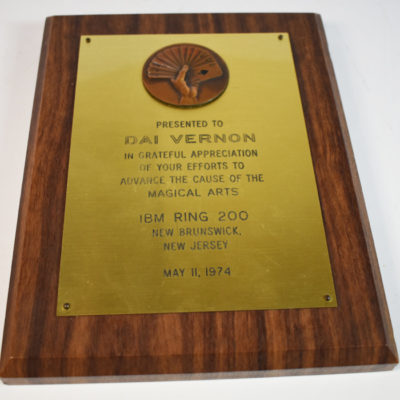 PRESENTED TO
DAI VERNON
IN GRATEFUL APPRECIATION
OF YOUR EFFORTS TO
ADVANCE THE CAUSE OF THE
MAGICAL ARTS
IBM RING 200
NEW BRUNSWICK,
NEW JERSEY
MAY 11, 1974